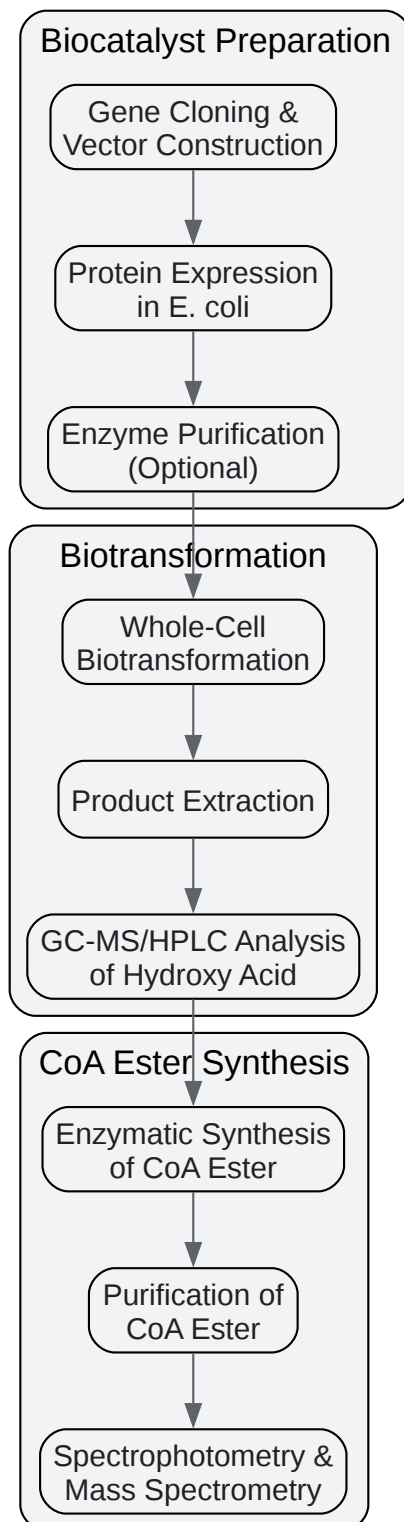 Biocatalyst Preparation
Gene Cloning &
Vector Construction
Protein Expression
in E. coli
Enzyme Purification
(Optional)
Biotransformation
Whole-Cell
Biotransformation
Product Extraction
GC-MS/HPLC Analysis
of Hydroxy Acid
CoA Ester Synthesis
Enzymatic Synthesis
of CoA Ester
Purification of
CoA Ester
Spectrophotometry &
Mass Spectrometry